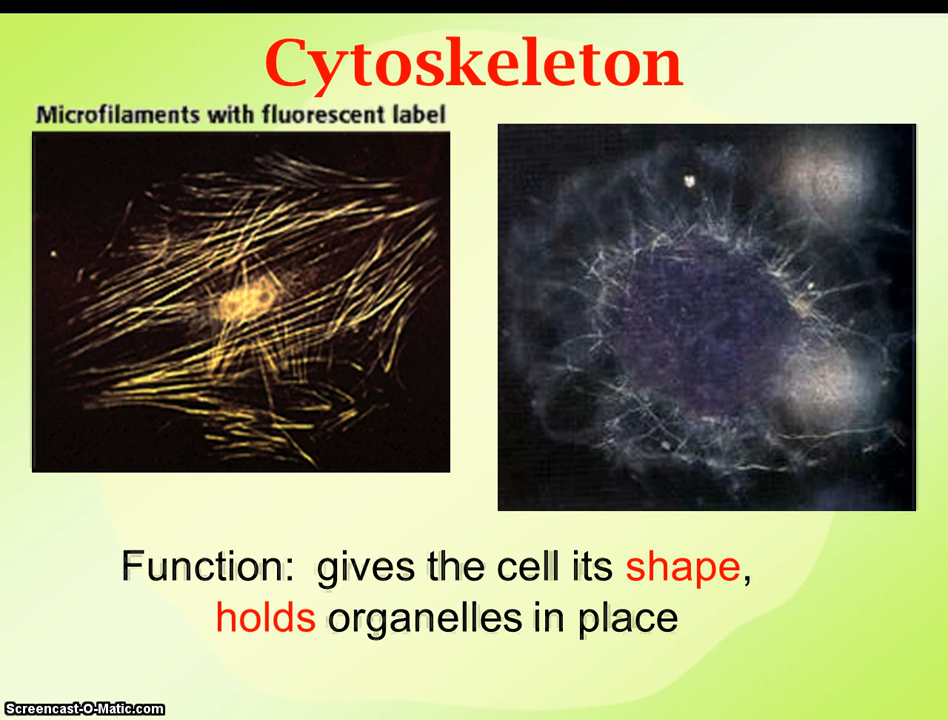 Cytoskeleton
Microfilaments with fluorescent label
Function: gives the cell its shape,
holds organelles in place
Screencast-O-Matic.com